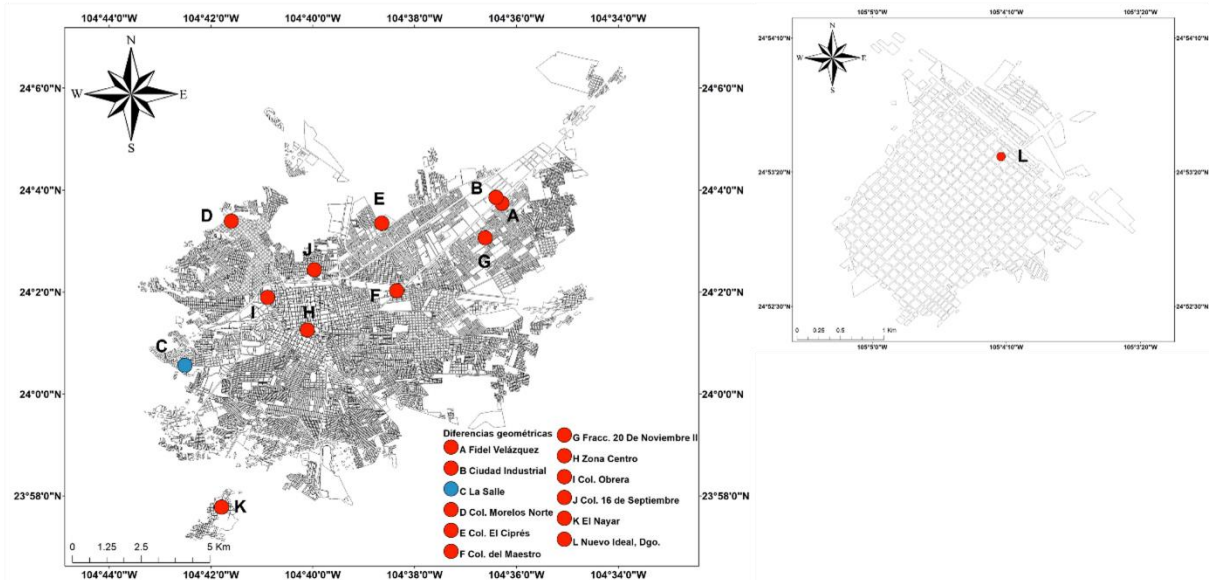 104°44'0"W 104°42'0"W 104°40'0"W 104°38'0"W 104°36'0"W 104°34'0"W
N
W E
S
24°6'0"N 24°6'0"N
24°4'0"N 24°4'0"N
24°2'0"N 24°2'0"N
24°0'0"N 24°0'0"N
23°58'0"N 23°58'0"N
B
E
A
D
G
J
F
I
H
C
K
Diferencias geométricas
A Fidel Velázquez
B Ciudad Industrial
C La Salle
D Col. Morelos Norte
E Col. El Ciprés
F Col. del Maestro
G Fracc. 20 De Noviembre II
H Zona Centro
I Col. Obrera
J Col. 16 de Septiembre
K El Nayar
L Nuevo Ideal, Dgo.
0 1.25 2.5 5 Km
104°44'0"W 104°42'0"W 104°40'0"W 104°38'0"W 104°36'0"W 104°34'0"W
105°5'0"W 105°4'10"W 105°3'20"W
N
W E
S
24°54'10"N 24°54'10"N
L
24°53'20"N 24°53'20"N
24°52'30"N 24°52'30"N
0 0.25 0.5 1 Km
105°5'0"W 105°4'10"W 105°3'20"W